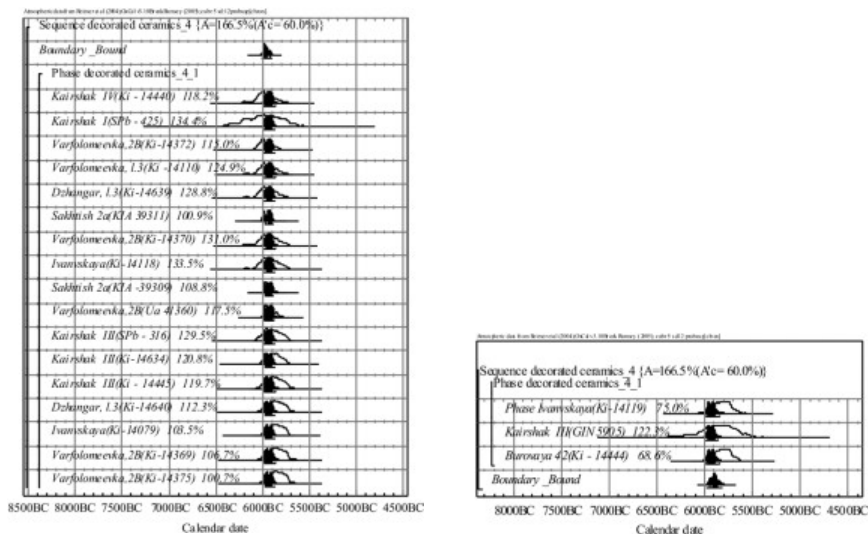 Sequence decorated ceramics_4 {A=166.5%(A'c= 60.0%)}
Boundary _Bound
Phase decorated ceramics_4_1
Kairshak IV(Ki - 14440) 118.2%
Kairshak I(SPb - 425) 134.4%
Varfolomeevka,2B(Ki-14372) 115.0%
Varfolomeevka, l.3(Ki -14110) 124.9%
Dzhangar, l.3(Ki-14639) 128.8%
Sakhtish 2a(KIA 39311) 100.9%
Varfolomeevka,2B(Ki-14370) 131.0%
Ivanvskaya(Ki-14118) 133.5%
Sakhtish 2a(KIA -39309) 108.8%
Varfolomeevka,2B(Ua 41360) 117.5%
Kairshak III(SPb - 316) 129.5%
Kairshak III(Ki-14634) 120.8%
Kairshak III(Ki - 14445) 119.7%
Dzhangar, l.3(Ki-14640) 112.3%
Ivanvskaya(Ki-14079) 103.5%
Varfolomeevka,2B(Ki-14369) 106.7%
Varfolomeevka,2B(Ki-14375) 100.7%
8500BC 8000BC 7500BC 7000BC 6500BC 6000BC 5500BC 5000BC 4500BC
Calendar date
Sequence decorated ceramics_4 {A=166.5%(A'c= 60.0%)}
Phase decorated ceramics_4_1
Phase Ivanvskaya(Ki-14119) 75.0%
Kairshak III(GIN 5905) 122.3%
Burovaya 42(Ki - 14444) 68.6%
Boundary _Bound
8000BC 7500BC 7000BC 6500BC 6000BC 5500BC 5000BC 4500BC
Calendar date